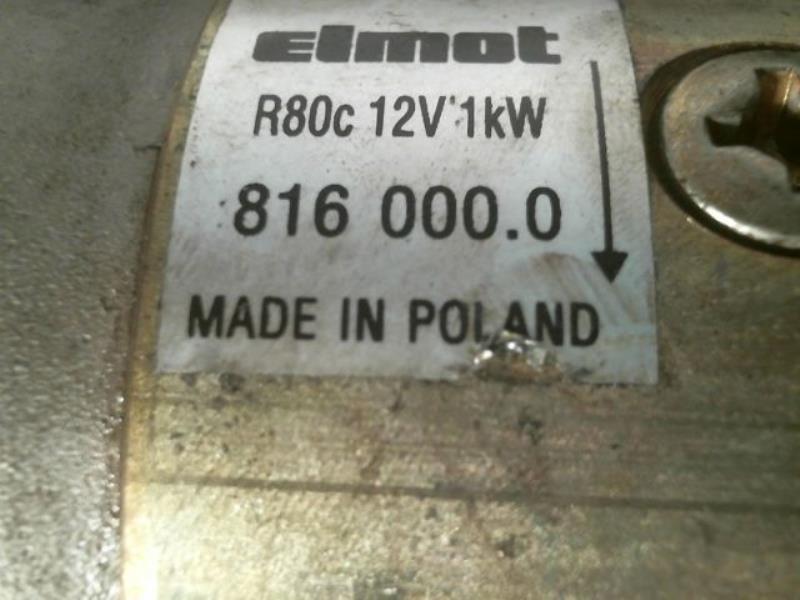 elmot
R80c 12V 1kW
816 000.0
MADE IN POLAND